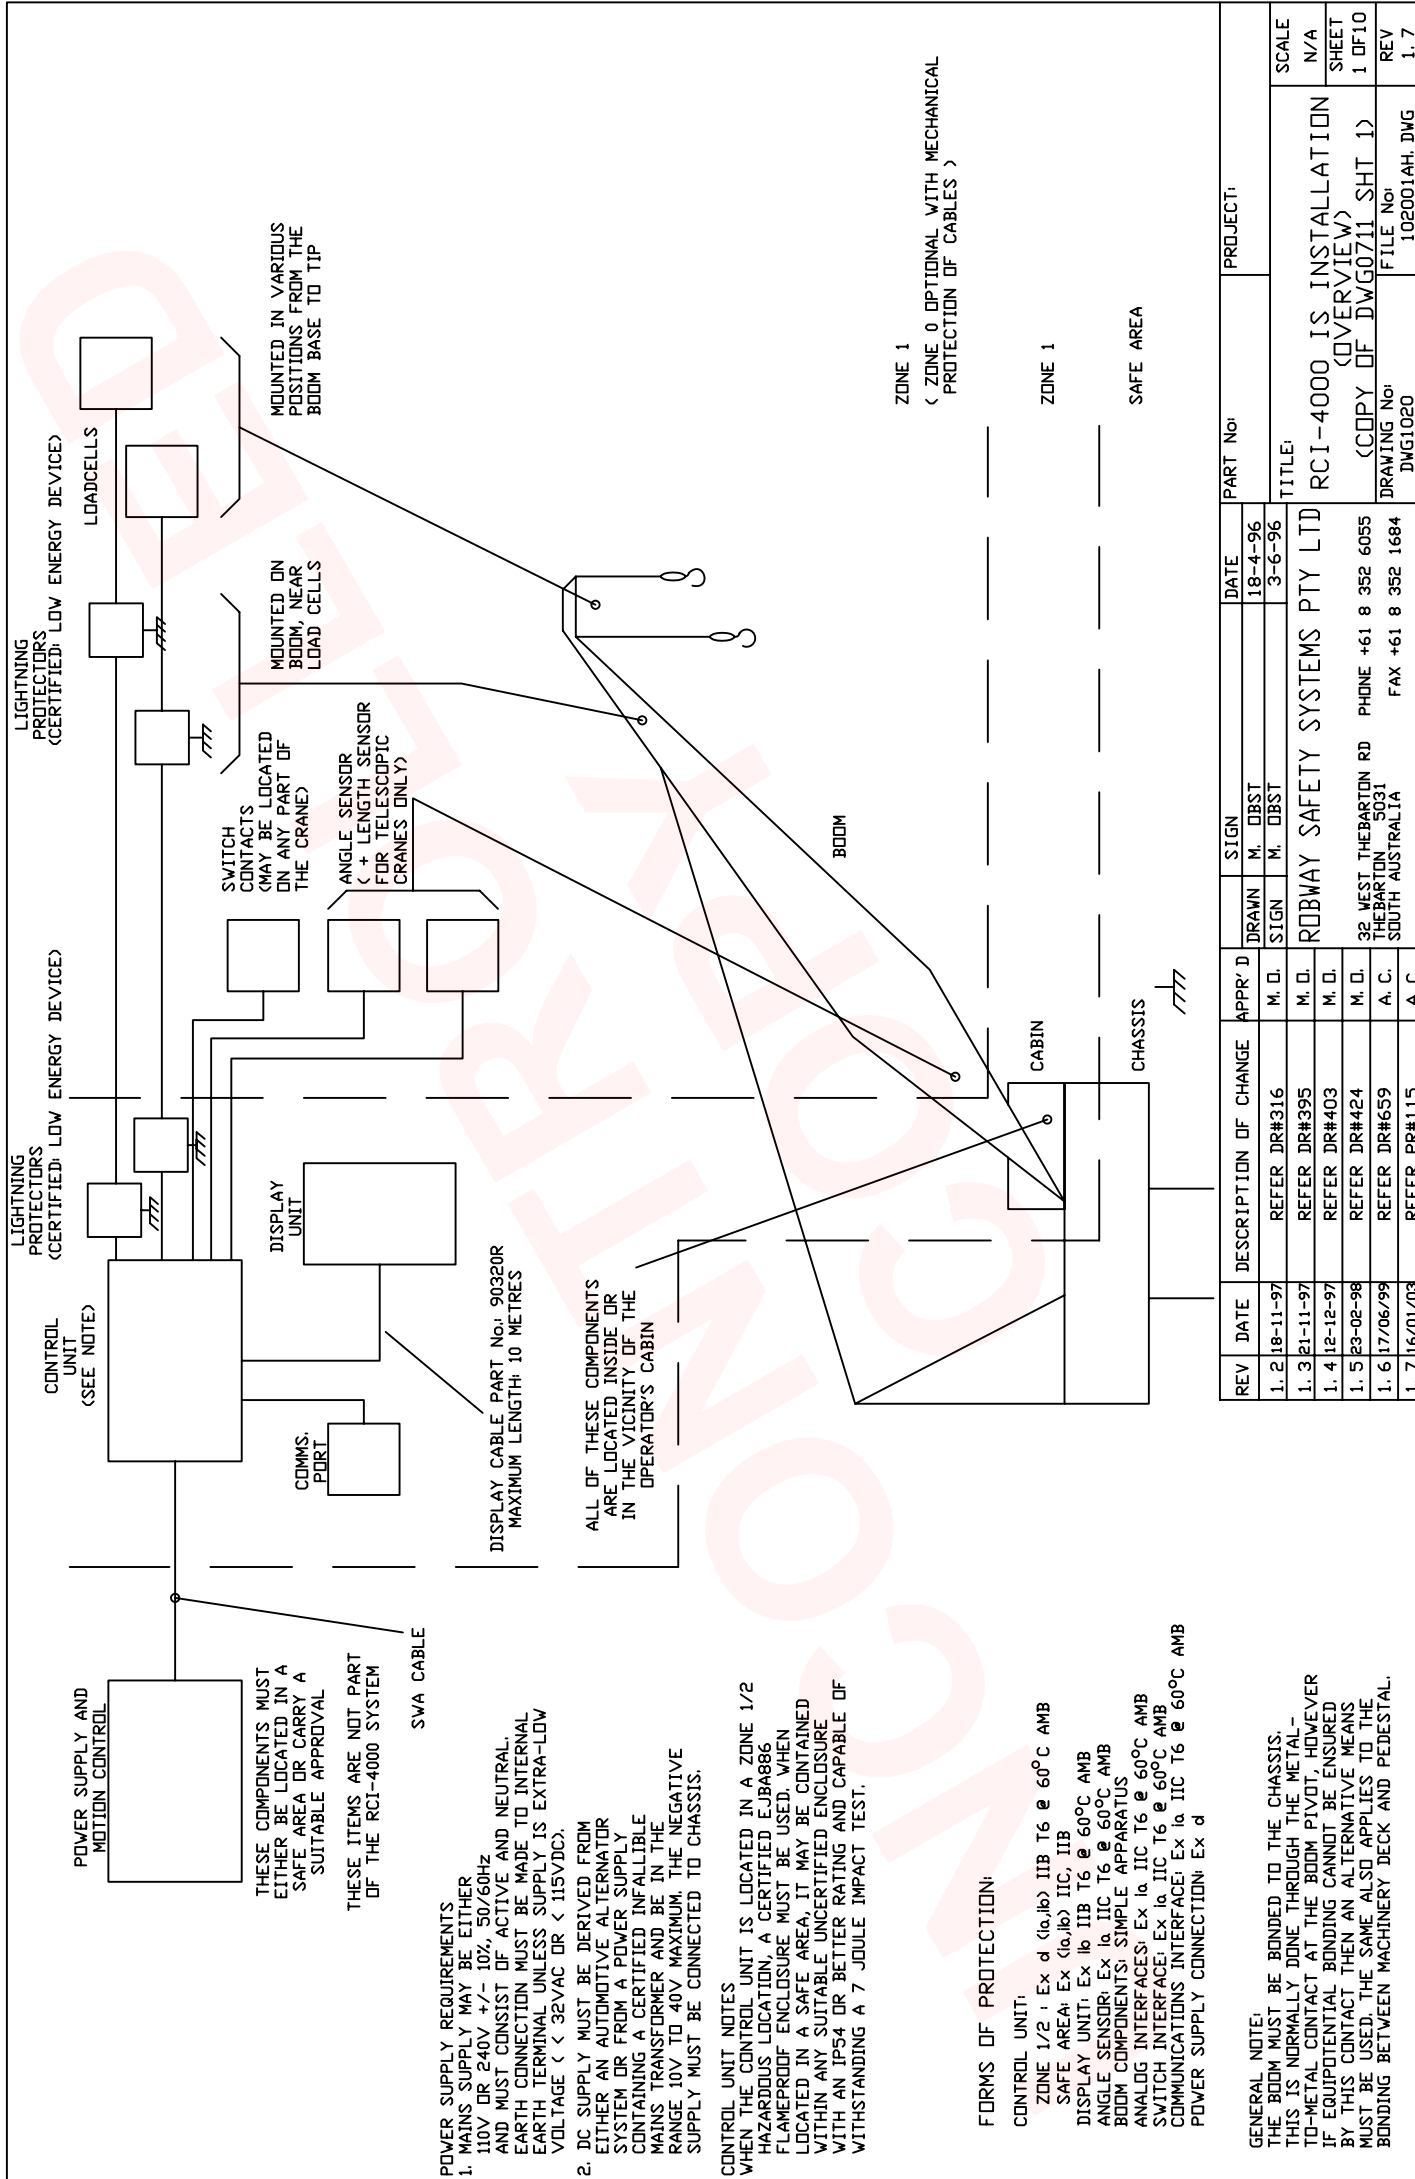 POWER SUPPLY AND
MOTION CONTROL
THESE COMPONENTS MUST
EITHER BE LOCATED IN A
SAFE AREA OR CARRY A
SUITABLE APPROVAL
THESE ITEMS ARE NOT PART
OF THE RCI-4000 SYSTEM
SWA CABLE
CONTROL
UNIT
(SEE NOTE)
LIGHTNING
PROTECTORS
(CERTIFIED: LOW ENERGY DEVICE)
LIGHTNING
PROTECTORS
(CERTIFIED: LOW ENERGY DEVICE)
LOADCELLS
COMMS.
PORT
DISPLAY
UNIT
SWITCH
CONTACTS
(MAY BE LOCATED
ON ANY PART OF
THE CRANE)
ANGLE SENSOR
( + LENGTH SENSOR
FOR TELESCOPIC
CRANES ONLY)
MOUNTED ON
BOOM, NEAR
LOAD CELLS
MOUNTED IN VARIOUS
POSITIONS FROM THE
BOOM BASE TO TIP
DISPLAY CABLE PART No.: 90320R
MAXIMUM LENGTH: 10 METRES
ALL OF THESE COMPONENTS
ARE LOCATED INSIDE OR
IN THE VICINITY OF THE
OPERATOR'S CABIN
BOOM
CABIN
CHASSIS
ZONE 1
( ZONE 0 OPTIONAL WITH MECHANICAL
PROTECTION OF CABLES )
ZONE 1
SAFE AREA
POWER SUPPLY REQUIREMENTS
1. MAINS SUPPLY MAY BE EITHER
110V OR 240V +/- 10%, 50/60Hz
AND MUST CONSIST OF ACTIVE AND NEUTRAL.
EARTH CONNECTION MUST BE MADE TO INTERNAL
EARTH TERMINAL UNLESS SUPPLY IS EXTRA-LOW
VOLTAGE ( < 32VAC OR < 115VDC).
2. DC SUPPLY MUST BE DERIVED FROM
EITHER AN AUTOMOTIVE ALTERNATOR
SYSTEM OR FROM A POWER SUPPLY
CONTAINING A CERTIFIED INFALLIBLE
MAINS TRANSFORMER AND BE IN THE
RANGE 10V TO 40V MAXIMUM. THE NEGATIVE
SUPPLY MUST BE CONNECTED TO CHASSIS.
CONTROL UNIT NOTES
WHEN THE CONTROL UNIT IS LOCATED IN A ZONE 1/2
HAZARDOUS LOCATION, A CERTIFIED EJBA886
FLAMEPROOF ENCLOSURE MUST BE USED. WHEN
LOCATED IN A SAFE AREA, IT MAY BE CONTAINED
WITHIN ANY SUITABLE UNCERTIFIED ENCLOSURE
WITH AN IP54 OR BETTER RATING AND CAPABLE OF
WITHSTANDING A 7 JOULE IMPACT TEST.
FORMS OF PROTECTION:
CONTROL UNIT:
ZONE 1/2 : Ex d (ia,ib) IIB T6 @ 60°C AMB
SAFE AREA: Ex (ia,ib) IIC, IIB
DISPLAY UNIT: Ex ib IIB T6 @ 60°C AMB
ANGLE SENSOR: Ex ia IIC T6 @ 60°C AMB
BOOM COMPONENTS: SIMPLE APPARATUS
ANALOG INTERFACES: Ex ia IIC T6 @ 60°C AMB
SWITCH INTERFACE: Ex ia IIC T6 @ 60°C AMB
COMMUNICATIONS INTERFACE: Ex ia IIC T6 @ 60°C AMB
POWER SUPPLY CONNECTION: Ex d
GENERAL NOTE:
THE BOOM MUST BE BONDED TO THE CHASSIS.
THIS IS NORMALLY DONE THROUGH THE METAL-
TO-METAL CONTACT AT THE BOOM PIVOT, HOWEVER
IF EQUIPOTENTIAL BONDING CANNOT BE ENSURED
BY THIS CONTACT THEN AN ALTERNATIVE MEANS
MUST BE USED. THE SAME ALSO APPLIES TO THE
BONDING BETWEEN MACHINERY DECK AND PEDESTAL.
REV DATE DESCRIPTION OF CHANGE APPR'D
1.2 18-11-97 REFER DR#316 M.O.
1.3 21-11-97 REFER DR#395 M.O.
1.4 12-12-97 REFER DR#403 M.O.
1.5 23-02-98 REFER DR#424 M.O.
1.6 17/06/99 REFER DR#659 A.C.
1.7 16/01/03 REFER PR#115 A.C.
SIGN DATE
DRAWN M. OBST 18-4-96
SIGN M. OBST 3-6-96
ROBWAY SAFETY SYSTEMS PTY LTD
32 WEST THEBARTON RD PHONE +61 8 352 6055
THEBARTON 5031
SOUTH AUSTRALIA FAX +61 8 352 1684
PART No:
PROJECT:
TITLE:
RCI-4000 IS INSTALLATION
(OVERVIEW)
(COPY OF DWG0711 SHT 1)
SCALE
N/A
SHEET
1 OF10
DRAWING No:
DWG1020
FILE No:
102001AH.DWG
REV
1.7
UNCONTROLLED
COPY